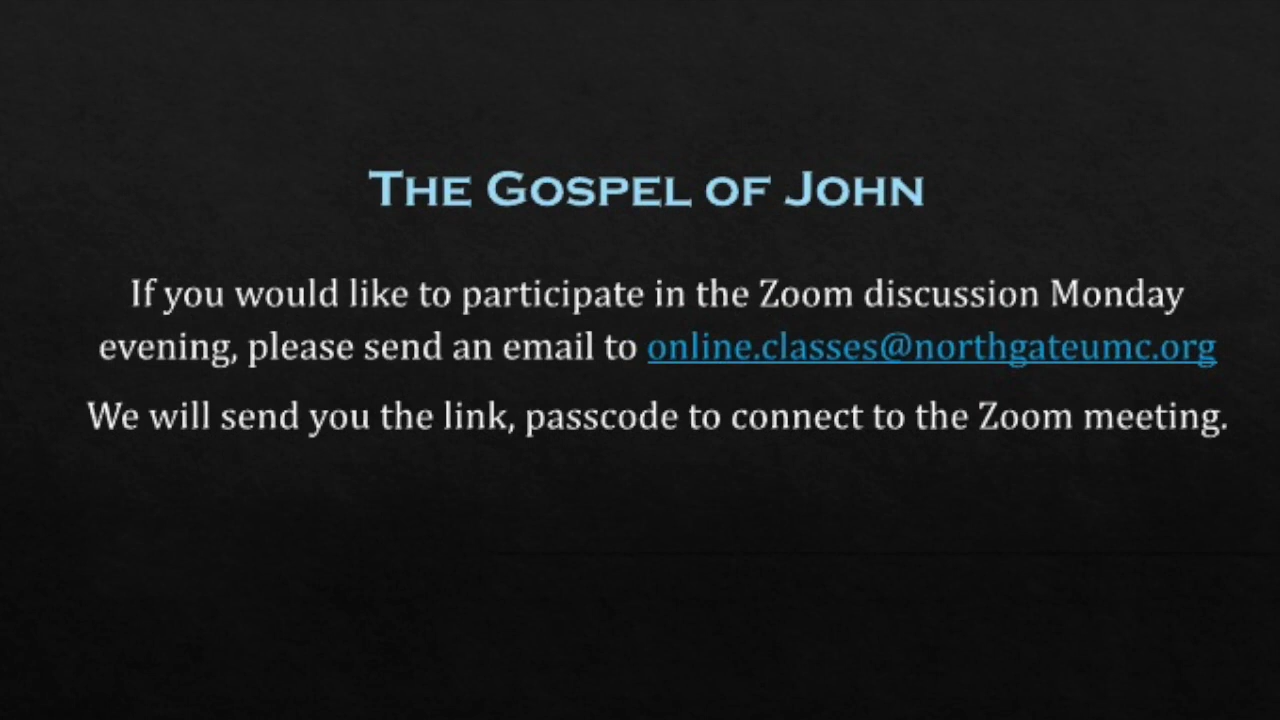 The Gospel of John
If you would like to participate in the Zoom discussion Monday
evening, please send an email to online.classes@northgateumc.org
We will send you the link, passcode to connect to the Zoom meeting.